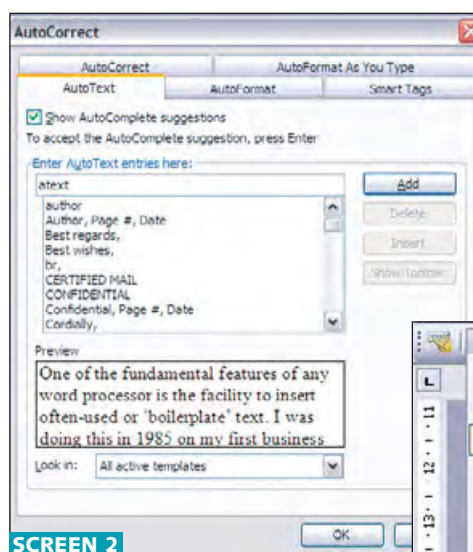 AutoCorrect
AutoCorrect AutoFormat As You Type
AutoText AutoFormat Smart Tags
Show AutoComplete suggestions
To accept the AutoComplete suggestion, press Enter
Enter AutoText entries here:
atext
Add
author
Author, Page #, Date
Best regards,
Best wishes,
br,
CERTIFIED MAIL
CONFIDENTIAL
Confidential, Page #, Date
Cordially,
Delete
Insert
Show Toolbar
Preview
One of the fundamental features of any
word processor is the facility to insert
often-used or 'boilerplate' text. I was
doing this in 1985 on my first business
Look in: All active templates
OK
SCREEN 2
L
11
12
13